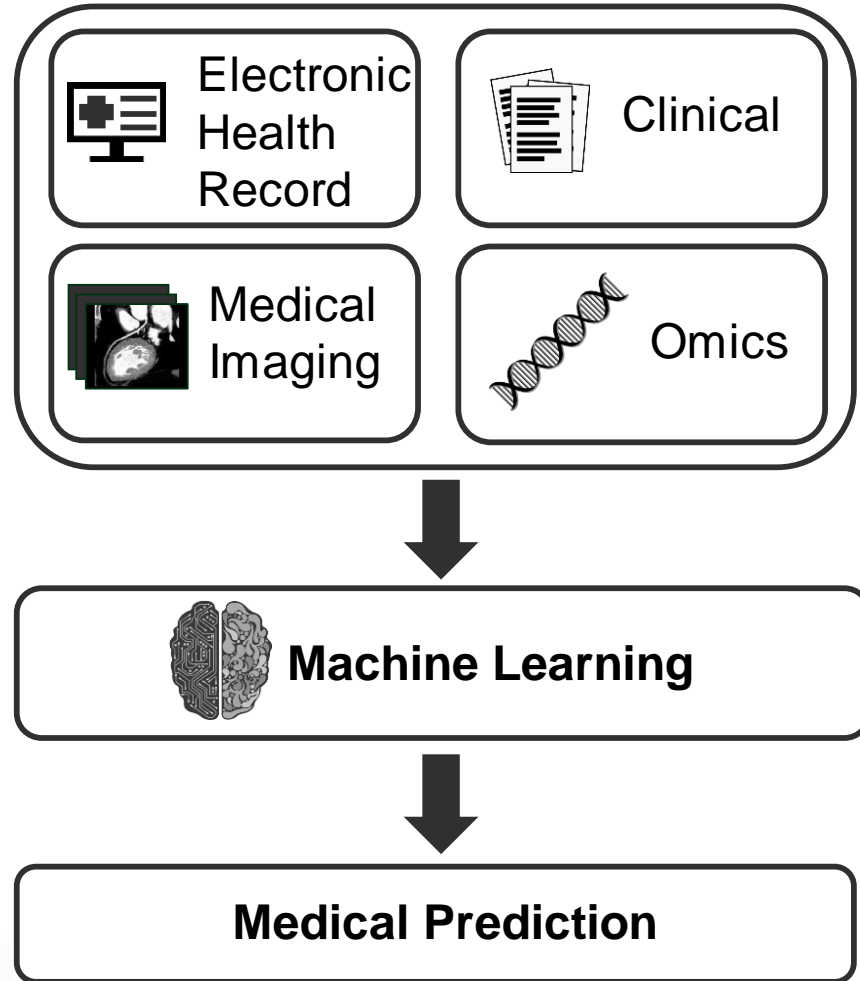 Electronic
Health
Record
Clinical
Medical
Imaging
Omics
Machine Learning
Medical Prediction